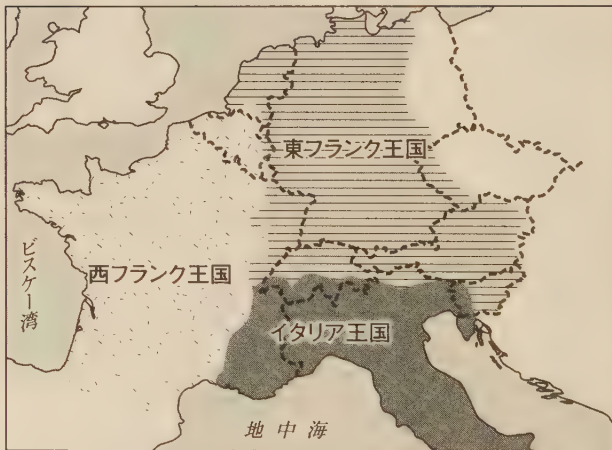 東フランク王国
ビスケー湾
西フランク王国
イタリア王国
地中海